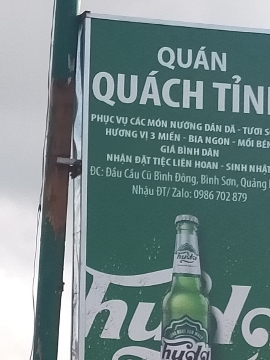 QUÁN
QUÁCH TỈNH
PHỤC VỤ CÁC MÓN NƯỚNG DÂN DÃ - TƯƠI S
HƯƠNG VỊ 3 MIỀN - BIA NGON - MỒI BÉN
GIÁ BÌNH DÂN
NHẬN ĐẶT TIỆC LIÊN HOAN - SINH NHẬT
ĐC: Đầu Cầu Cũ Bình Đông, Bình Sơn, Quảng
Nhậu ĐT/ Zalo: 0986 702 879
huda
huda
huda